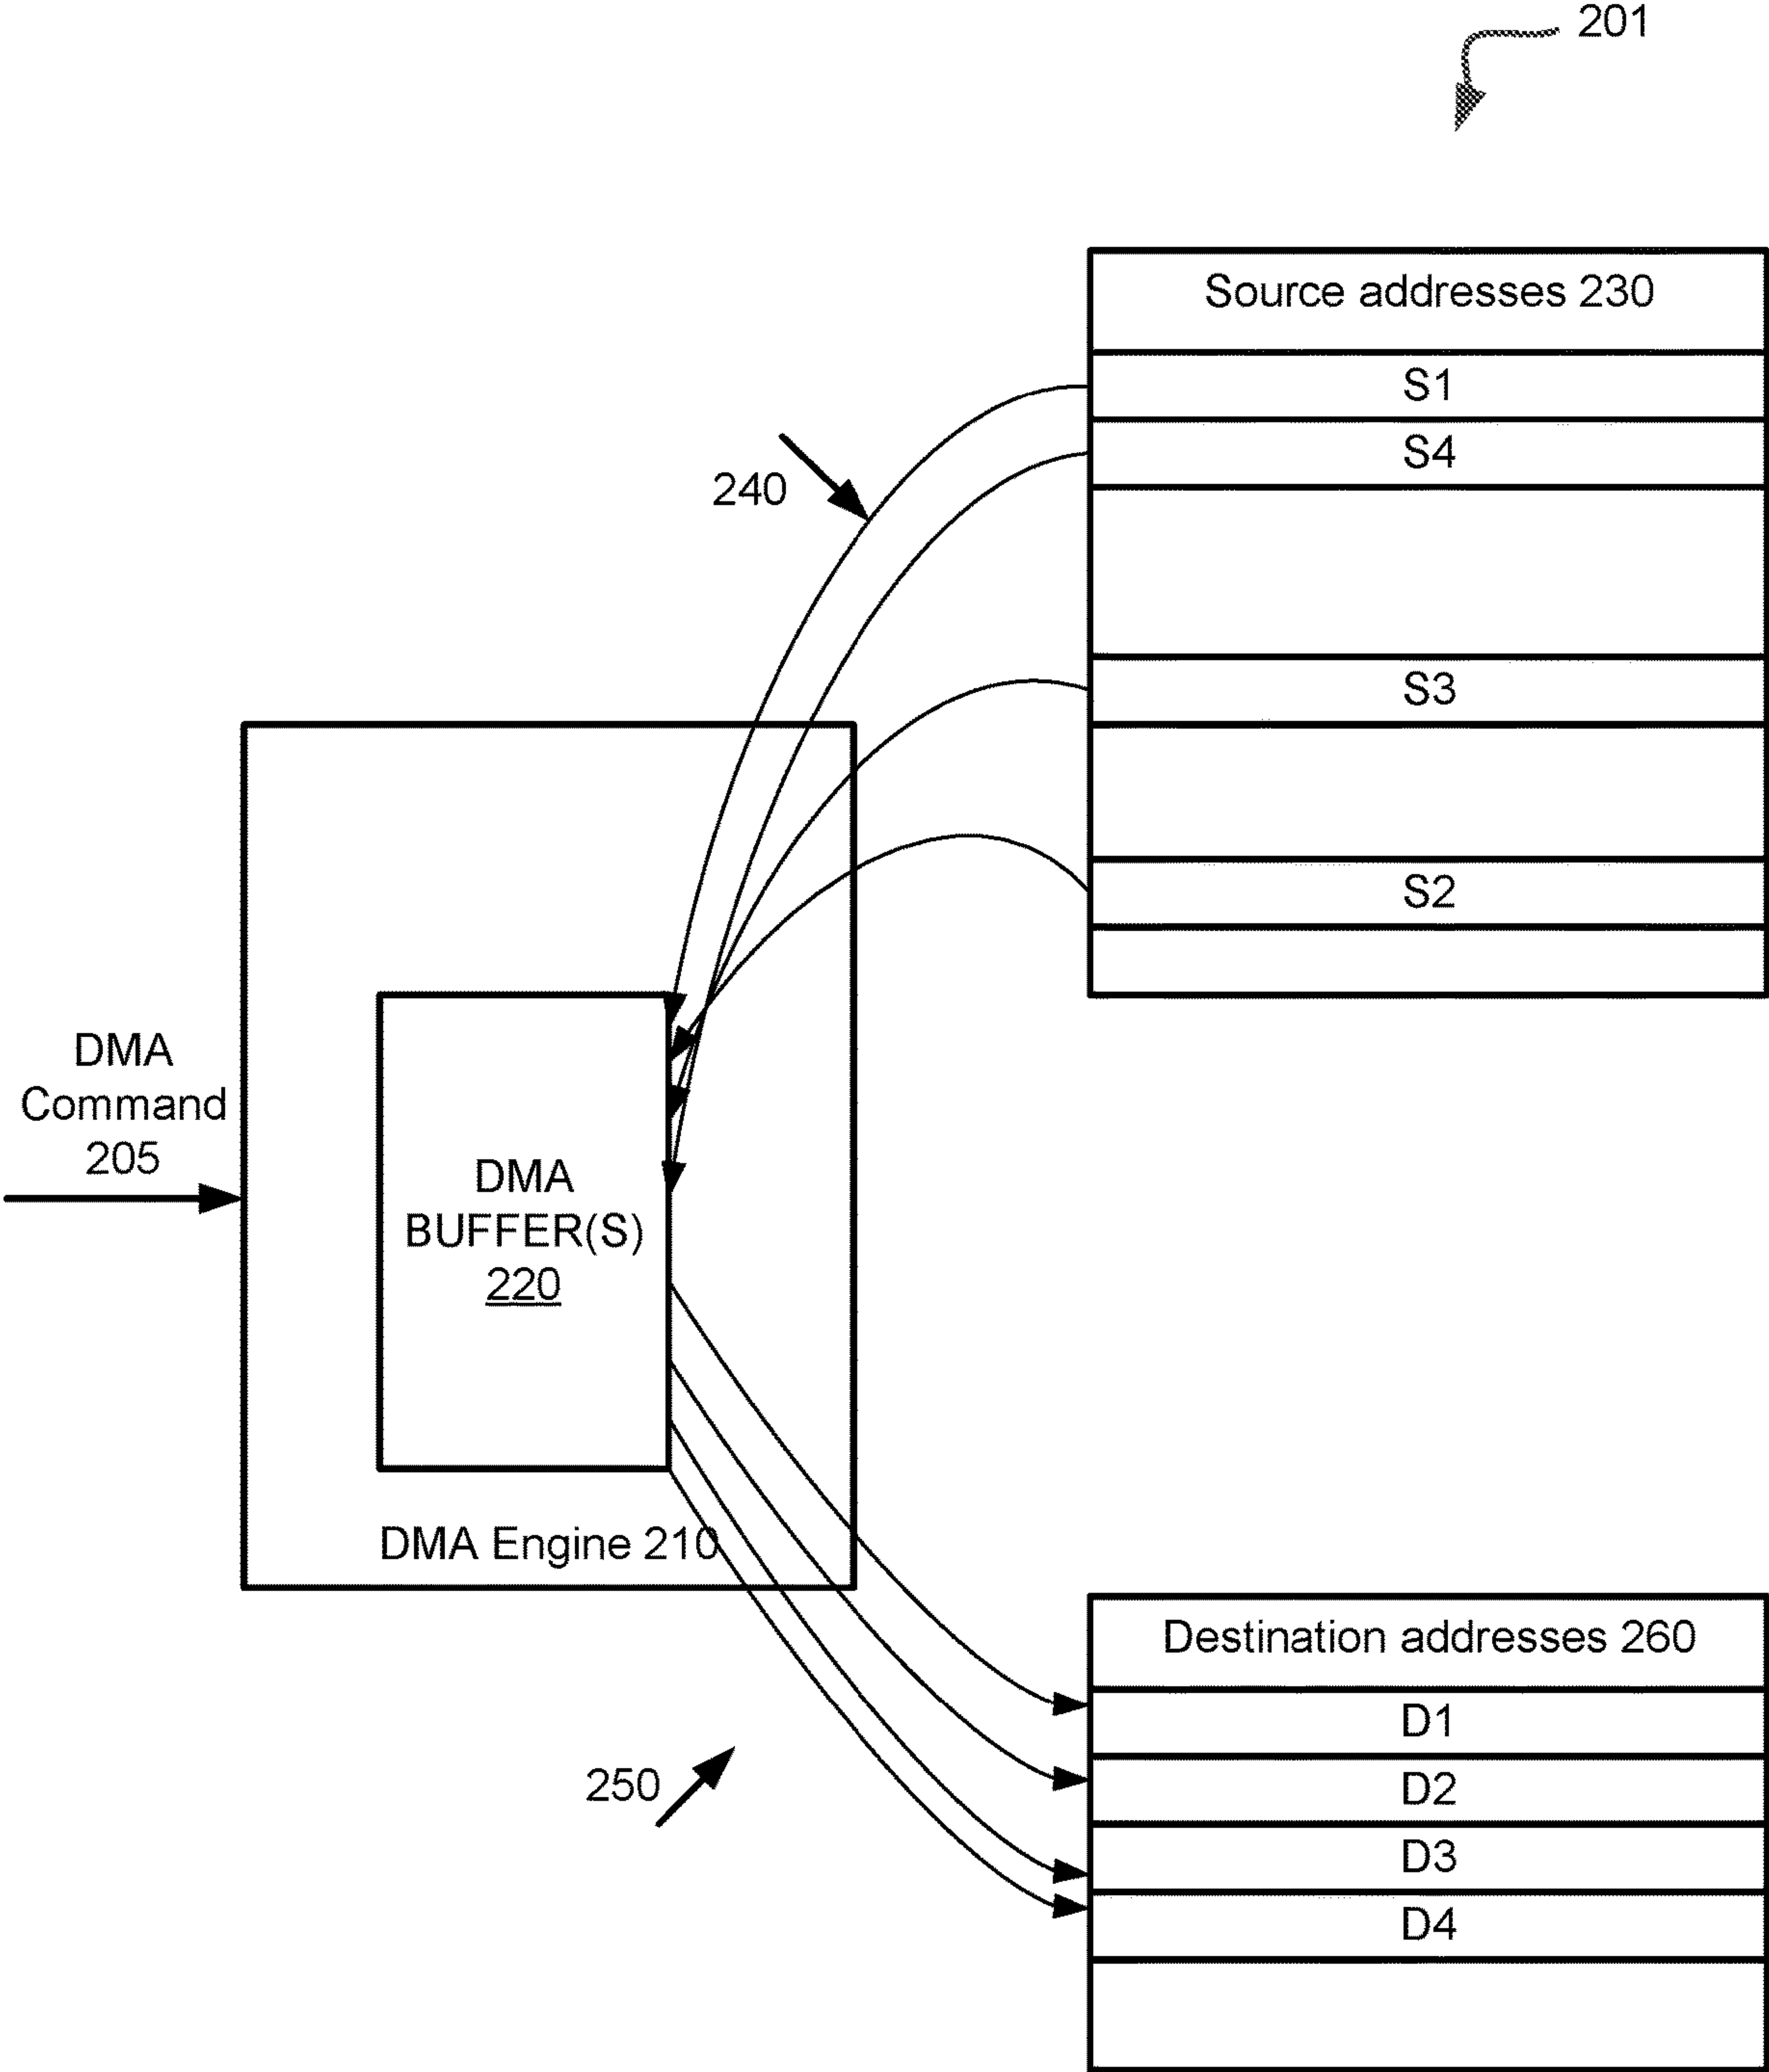 201
Source addresses 230
S1
S4
240
S3
S2
DMA
Command
205
DMA
BUFFER(S)
220
DMA Engine 210
Destination addresses 260
D1
250
D2
D3
D4